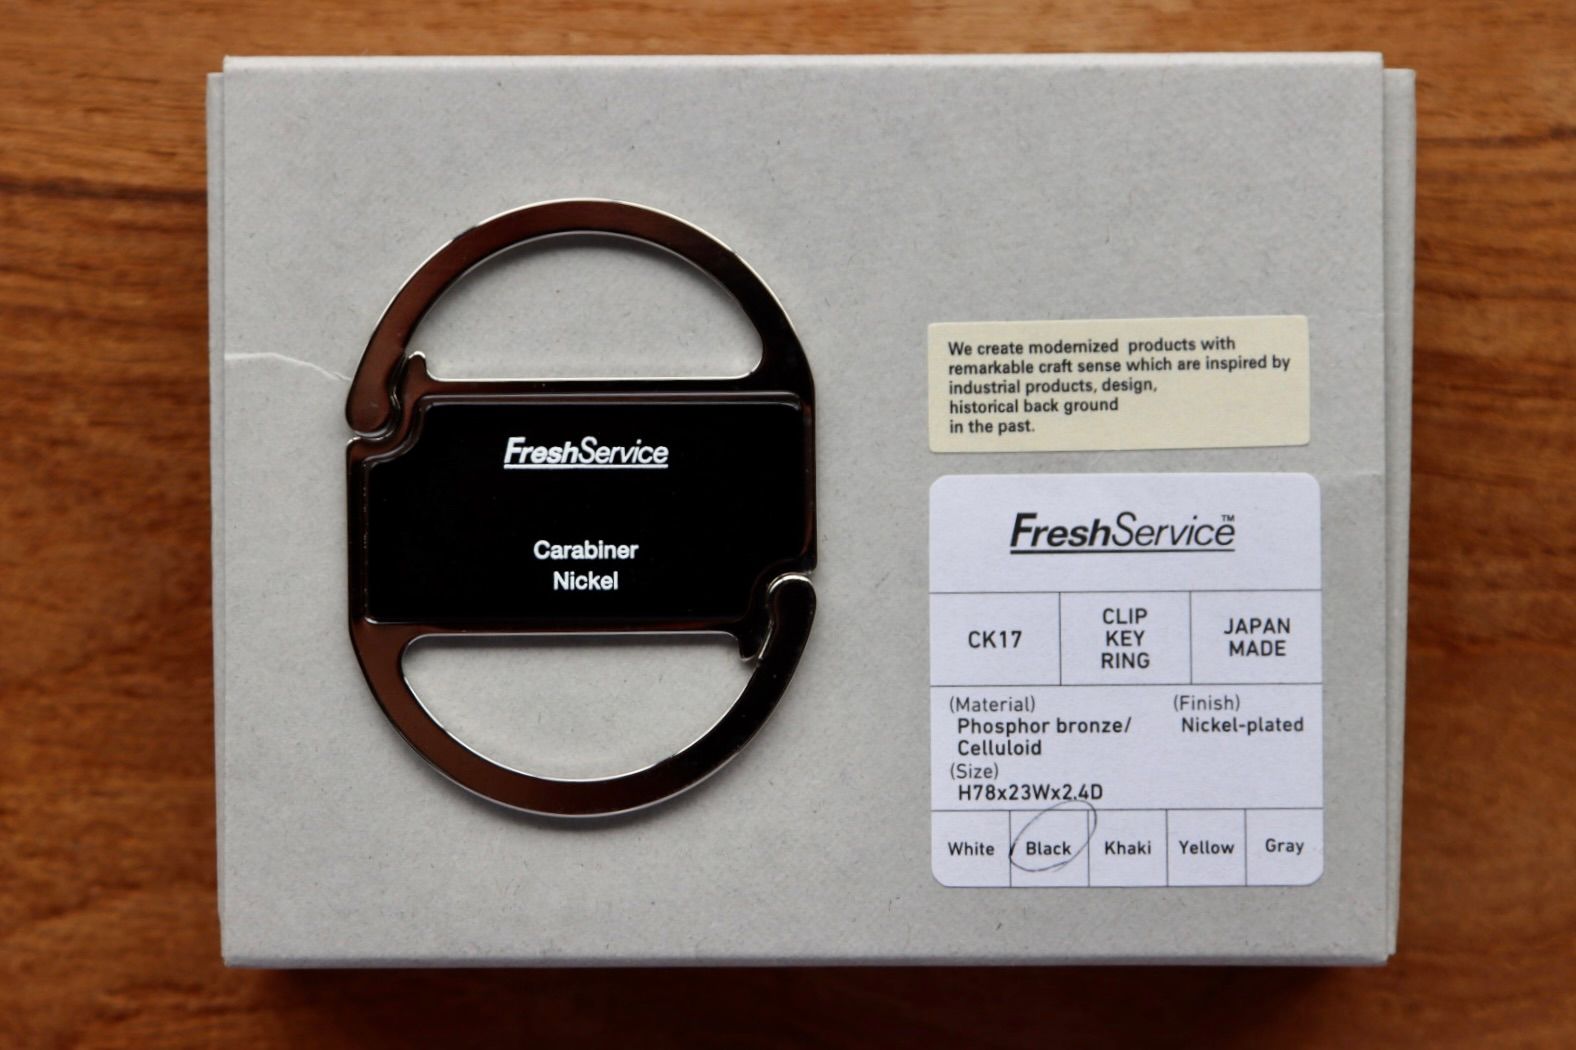 FreshService
Carabiner
Nickel
We create modernized products with
remarkable craft sense which are inspired by
industrial products, design,
historical back ground
in the past.
FreshService™
CK17
CLIP
KEY
RING
JAPAN
MADE
(Material)
Phosphor bronze/
Celluloid
(Finish)
Nickel-plated
(Size)
H78x23Wx2.4D
White
Black
Khaki
Yellow
Gray